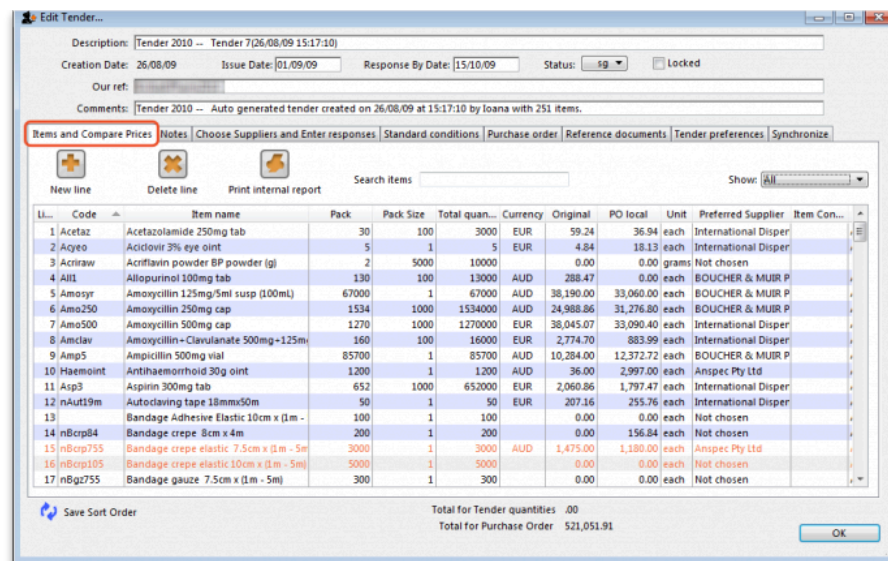 Edit Tender...
Description: Tender 2010 -- Tender 7(26/08/09 15:17:10)
Creation Date: 26/08/09 Issue Date: 01/09/09 Response By Date: 15/10/09 Status: sg Locked
Our ref:
Comments: Tender 2010 -- Auto generated tender created on 26/08/09 at 15:17:10 by Ioana with 251 items.
Items and Compare Prices Notes Choose Suppliers and Enter responses Standard conditions Purchase order Reference documents Tender preferences Synchronize
New line Delete line Print internal report Search items Show: All
Li... Code Item name Pack Pack Size Total quan... Currency Original PO local Unit Preferred Supplier Item Con...
1 Acetaz Acetazolamide 250mg tab 30 100 3000 EUR 59.24 36.94 each International Disper
2 Acyeo Aciclovir 3% eye oint 5 1 5 EUR 4.84 18.13 each International Disper
3 Acriraw Acriflavin powder BP powder (g) 2 5000 10000 0.00 0.00 grams Not chosen
4 All1 Allopurinol 100mg tab 130 100 13000 AUD 288.47 0.00 each BOUCHER & MUIR P
5 Amosyr Amoxycillin 125mg/5ml susp (100mL) 67000 1 67000 AUD 38,190.00 33,060.00 each BOUCHER & MUIR P
6 Amo250 Amoxycillin 250mg cap 1534 1000 1534000 AUD 24,988.86 31,276.80 each BOUCHER & MUIR P
7 Amo500 Amoxycillin 500mg cap 1270 1000 1270000 EUR 38,045.07 33,090.40 each International Disper
8 Amclav Amoxycillin+Clavulanate 500mg+125m 160 100 16000 EUR 2,774.70 883.99 each International Disper
9 Amp5 Ampicillin 500mg vial 85700 1 85700 AUD 10,284.00 12,372.72 each BOUCHER & MUIR P
10 Haemoint Antihaemorrhoid 30g oint 1200 1 1200 AUD 36.00 2,997.00 each Anspec Pty Ltd
11 Asp3 Aspirin 300mg tab 652 1000 652000 EUR 2,060.86 1,797.47 each International Disper
12 nAut19m Autoclaving tape 18mmx50m 50 1 50 EUR 207.16 255.76 each International Disper
13 Bandage Adhesive Elastic 10cm x (1m - 100 1 100 0.00 0.00 each Not chosen
14 nBcrp84 Bandage crepe 8cm x 4m 200 1 200 0.00 156.84 each Not chosen
15 nBcrp755 Bandage crepe elastic 7.5cm x (1m - 5m 3000 1 3000 AUD 1,475.00 1,180.00 each Anspec Pty Ltd
16 nBcrp105 Bandage crepe elastic 10cm x (1m - 5m) 5000 1 5000 0.00 0.00 each Not chosen
17 nBgz755 Bandage gauze 7.5cm x (1m - 5m) 300 1 300 0.00 0.00 each Not chosen
Save Sort Order Total for Tender quantities .00
Total for Purchase Order 521,051.91
OK